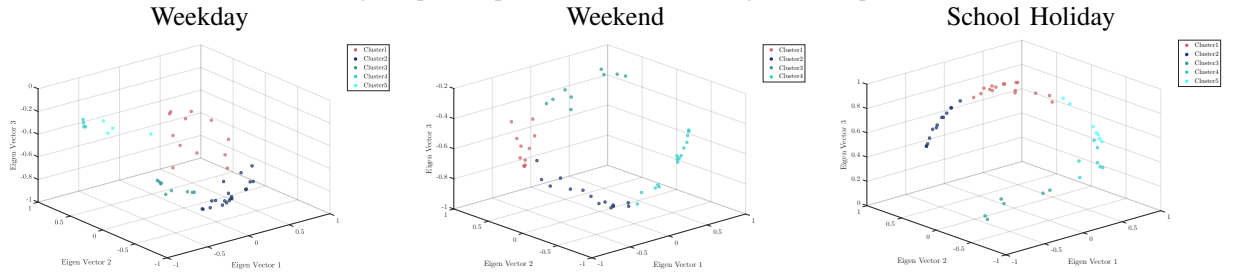 Weekday
Weekend
School Holiday
Cluster1
Cluster2
Cluster3
Cluster4
Cluster5
0
-0.2
-0.4
-0.6
-0.8
-1
1
0.5
0
-0.5
-1
-1
-0.5
0
0.5
1
Eigen Vector 3
Eigen Vector 2
Eigen Vector 1
Cluster1
Cluster2
Cluster3
Cluster4
-0.2
-0.4
-0.6
-0.8
-1
1
0.5
0
-0.5
-1
-1
-0.5
0
0.5
1
Eigen Vector 3
Eigen Vector 2
Eigen Vector 1
Cluster1
Cluster2
Cluster3
Cluster4
Cluster5
1
0.8
0.6
0.4
0.2
0
1
0.5
0
-0.5
-1
-1
-0.5
0
0.5
1
Eigen Vector 3
Eigen Vector 2
Eigen Vector 1